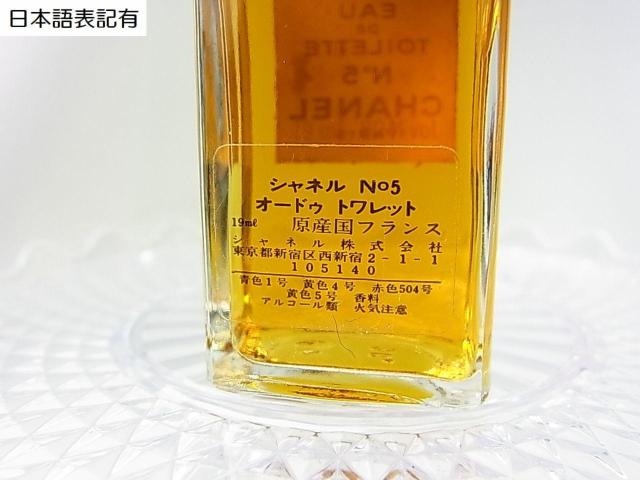 日本語表記有
EAU
DE
TOILETTE
N°5
CHANEL
シャネル No5
オードゥ トワレット
19ml 原産国フランス
シャネル株式会社
東京都新宿区西新宿2-1-1
105140
青色1号 黄色4号 赤色504号
黄色5号 香料
アルコール類 火気注意